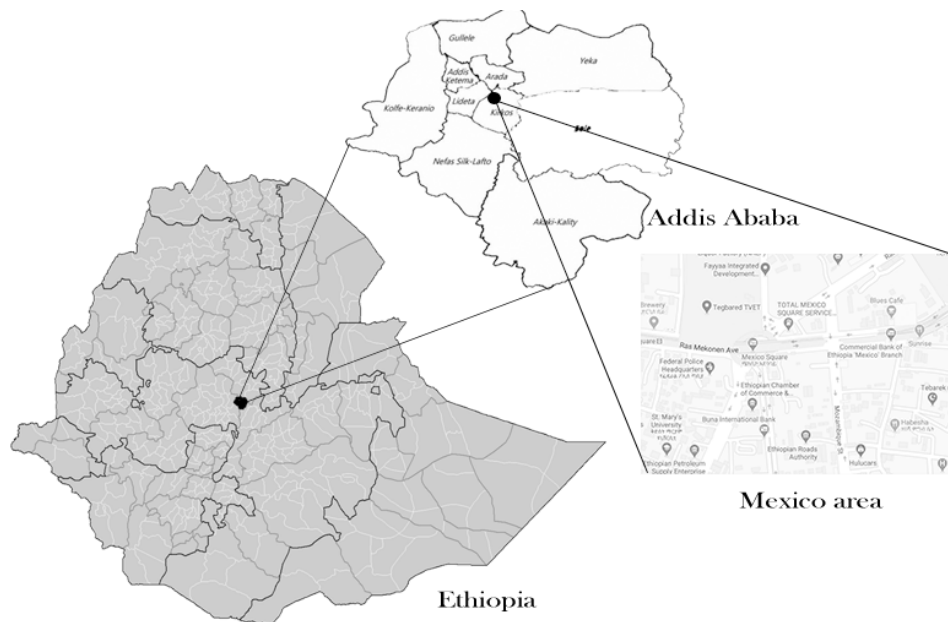 Gullele
Yeka
Addis
Ketema
Arada
Kolfe-Keranio
Lideta
Kirkos
Bole
Nefas Silk-Lafto
Akaki-Kality
Addis Ababa
Fayyaa Integrated
Development...
Tegbared TVET
TOTAL MEXICO
SQUARE SERVICE...
Blues Cafe
Brewery
Ras Mekonen Ave
Mexico Square
Commercial Bank of
Ethiopia 'Mexico' Branch
Sunrise
Federal Police
Headquarters
Ethiopian Chamber
of Commerce &...
Tebarek
St. Mary's
University
Buna International Bank
Mozambique St
Habesha
Ethiopian Roads
Authority
Ethiopian Petroleum
Supply Enterprise
Hulucars
Mexico area
Ethiopia